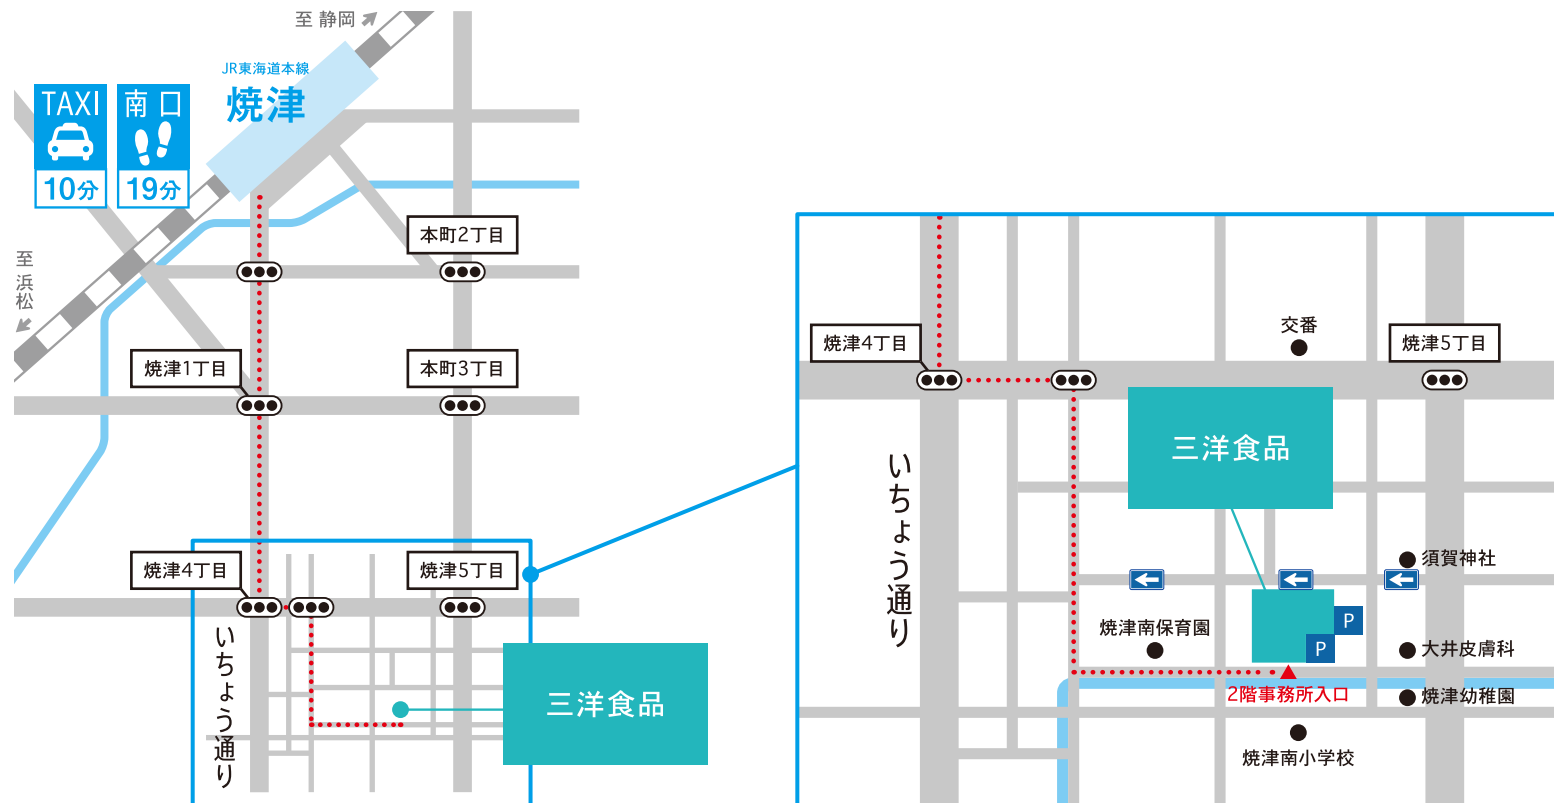 至 静岡
JR東海道本線
焼津
TAXI
10分
南口
19分
至 浜松
本町2丁目
焼津1丁目
本町3丁目
焼津4丁目
焼津5丁目
いちょう通り
三洋食品
焼津4丁目
交番
焼津5丁目
三洋食品
いちょう通り
須賀神社
焼津南保育園
P
P
大井皮膚科
2階事務所入口
焼津幼稚園
焼津南小学校